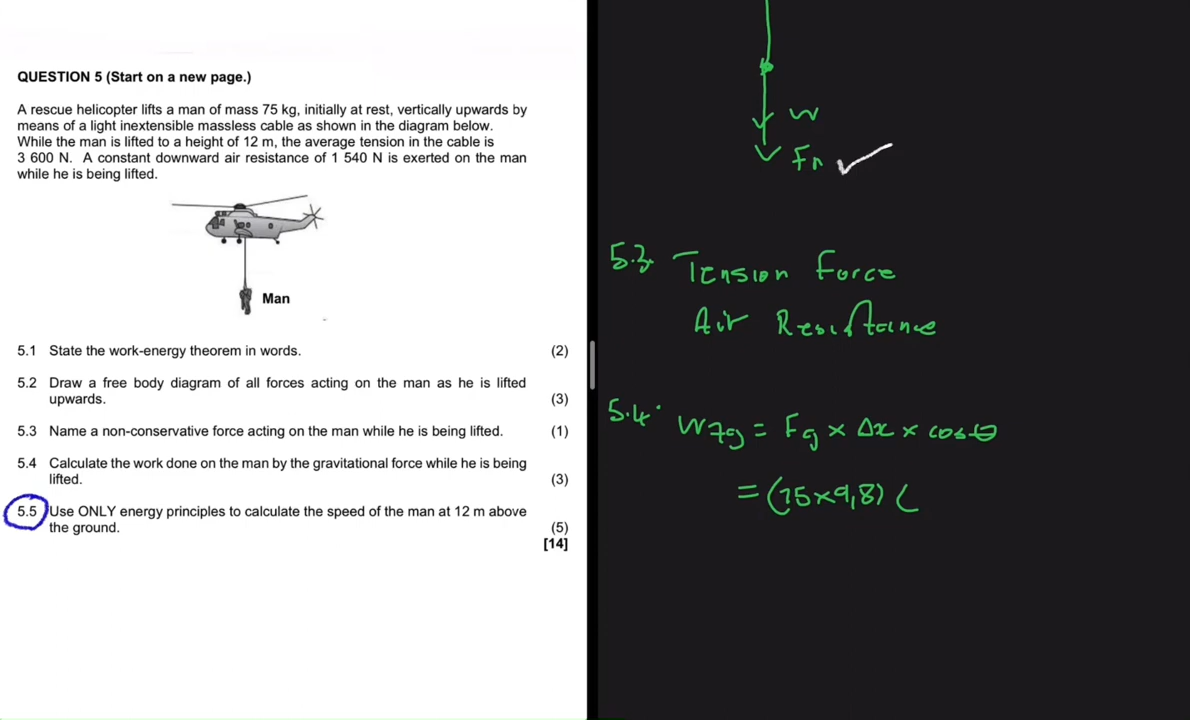 QUESTION 5 (Start on a new page.)
A rescue helicopter lifts a man of mass 75 kg, initially at rest, vertically upwards by
means of a light inextensible massless cable as shown in the diagram below.
While the man is lifted to a height of 12 m, the average tension in the cable is
3 600 N. A constant downward air resistance of 1 540 N is exerted on the man
while he is being lifted.
Man
5.1 State the work-energy theorem in words. (2)
5.2 Draw a free body diagram of all forces acting on the man as he is lifted
upwards. (3)
5.3 Name a non-conservative force acting on the man while he is being lifted. (1)
5.4 Calculate the work done on the man by the gravitational force while he is being
lifted. (3)
5.5 Use ONLY energy principles to calculate the speed of the man at 12 m above
the ground. (5)
[14]
W
5.3 Tension Force
Air Resistance
5.4 = Fg × Δx × cosθ
= (75×9,8) (